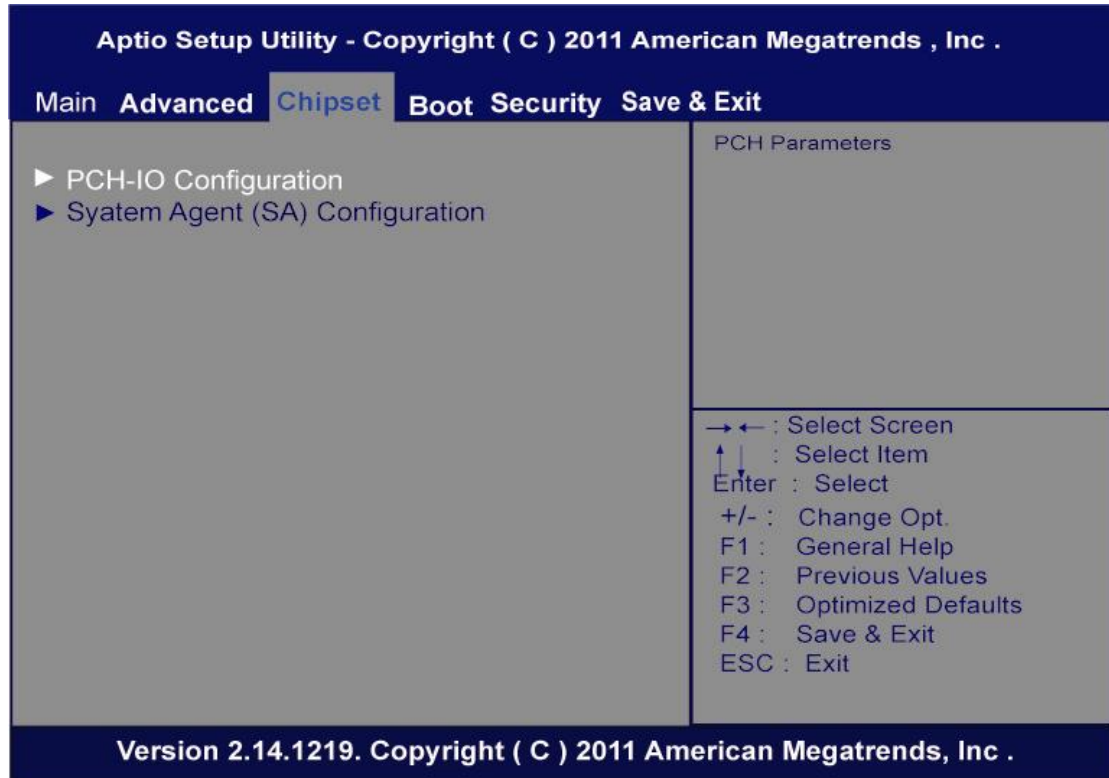 Aptio Setup Utility - Copyright ( C ) 2011 American Megatrends , Inc .
Main Advanced Chipset Boot Security Save & Exit
► PCH-IO Configuration
► Syatem Agent (SA) Configuration
PCH Parameters
→ ← : Select Screen
↑ ↓ : Select Item
Enter : Select
+/- : Change Opt.
F1 : General Help
F2 : Previous Values
F3 : Optimized Defaults
F4 : Save & Exit
ESC : Exit
Version 2.14.1219. Copyright ( C ) 2011 American Megatrends, Inc .